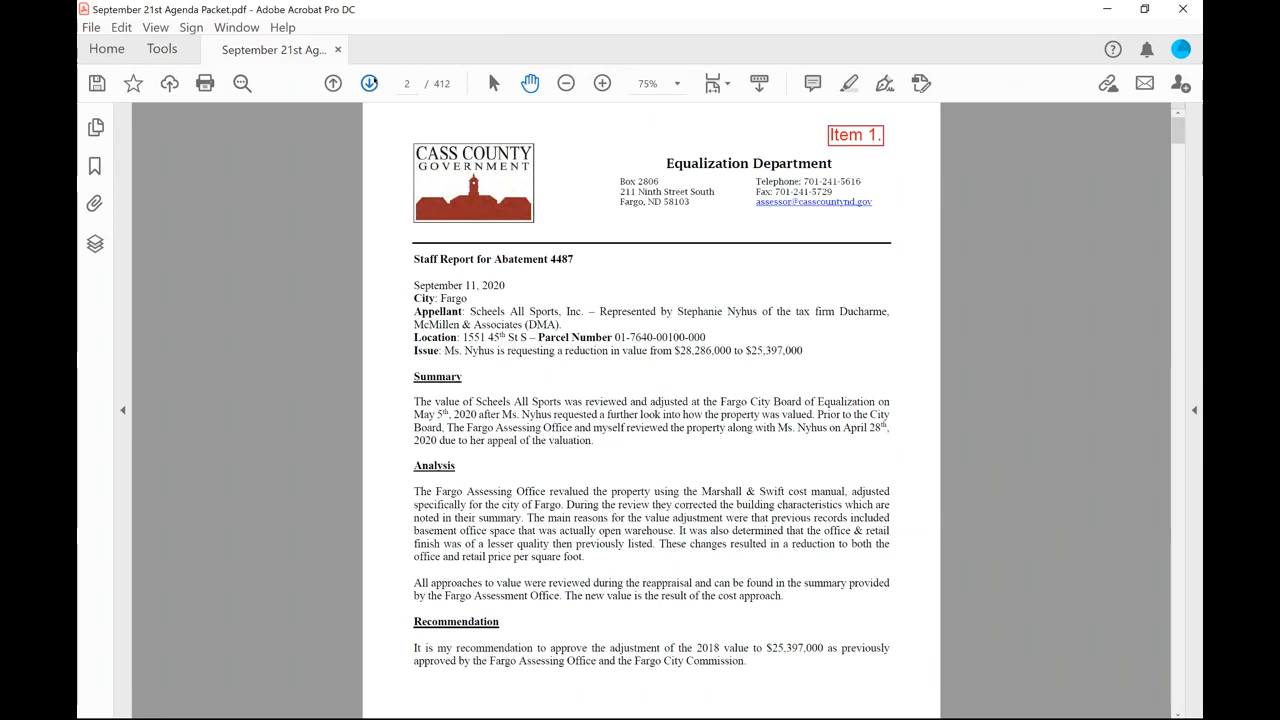 September 21st Agenda Packet.pdf - Adobe Acrobat Pro DC
File Edit View Sign Window Help
Home Tools September 21st Ag... ×
2 / 412 75%
Item 1.
CASS COUNTY
GOVERNMENT
Equalization Department
Box 2806 Telephone: 701-241-5616
211 Ninth Street South Fax: 701-241-5729
Fargo, ND 58103 assessor@casscountynd.gov
Staff Report for Abatement 4487
September 11, 2020
City: Fargo
Appellant: Scheels All Sports, Inc. – Represented by Stephanie Nyhus of the tax firm Ducharme,
McMillen & Associates (DMA).
Location: 1551 45th St S – Parcel Number 01-7640-00100-000
Issue: Ms. Nyhus is requesting a reduction in value from $28,286,000 to $25,397,000
Summary
The value of Scheels All Sports was reviewed and adjusted at the Fargo City Board of Equalization on
May 5th, 2020 after Ms. Nyhus requested a further look into how the property was valued. Prior to the City
Board, The Fargo Assessing Office and myself reviewed the property along with Ms. Nyhus on April 28th,
2020 due to her appeal of the valuation.
Analysis
The Fargo Assessing Office revalued the property using the Marshall & Swift cost manual, adjusted
specifically for the city of Fargo. During the review they corrected the building characteristics which are
noted in their summary. The main reasons for the value adjustment were that previous records included
basement office space that was actually open warehouse. It was also determined that the office & retail
finish was of a lesser quality then previously listed. These changes resulted in a reduction to both the
office and retail price per square foot.
All approaches to value were reviewed during the reappraisal and can be found in the summary provided
by the Fargo Assessment Office. The new value is the result of the cost approach.
Recommendation
It is my recommendation to approve the adjustment of the 2018 value to $25,397,000 as previously
approved by the Fargo Assessing Office and the Fargo City Commission.